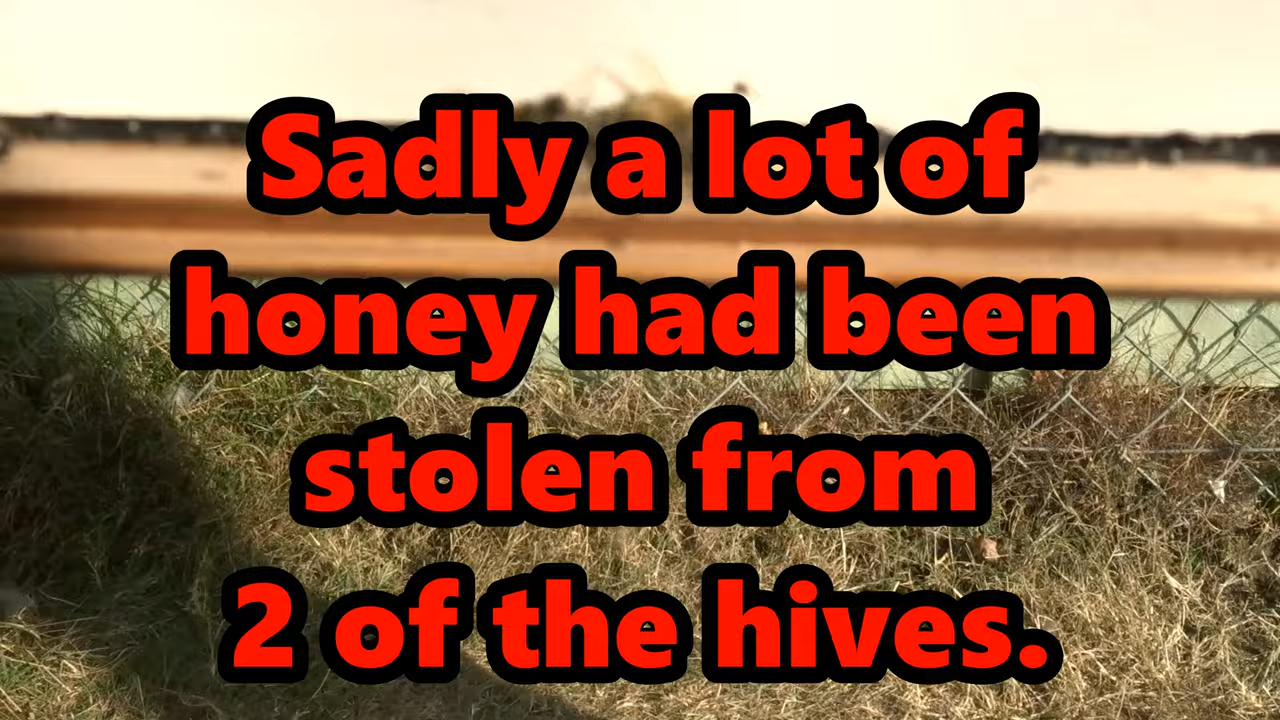 Sadly a lot of
honey had been
stolen from
2 of the hives.